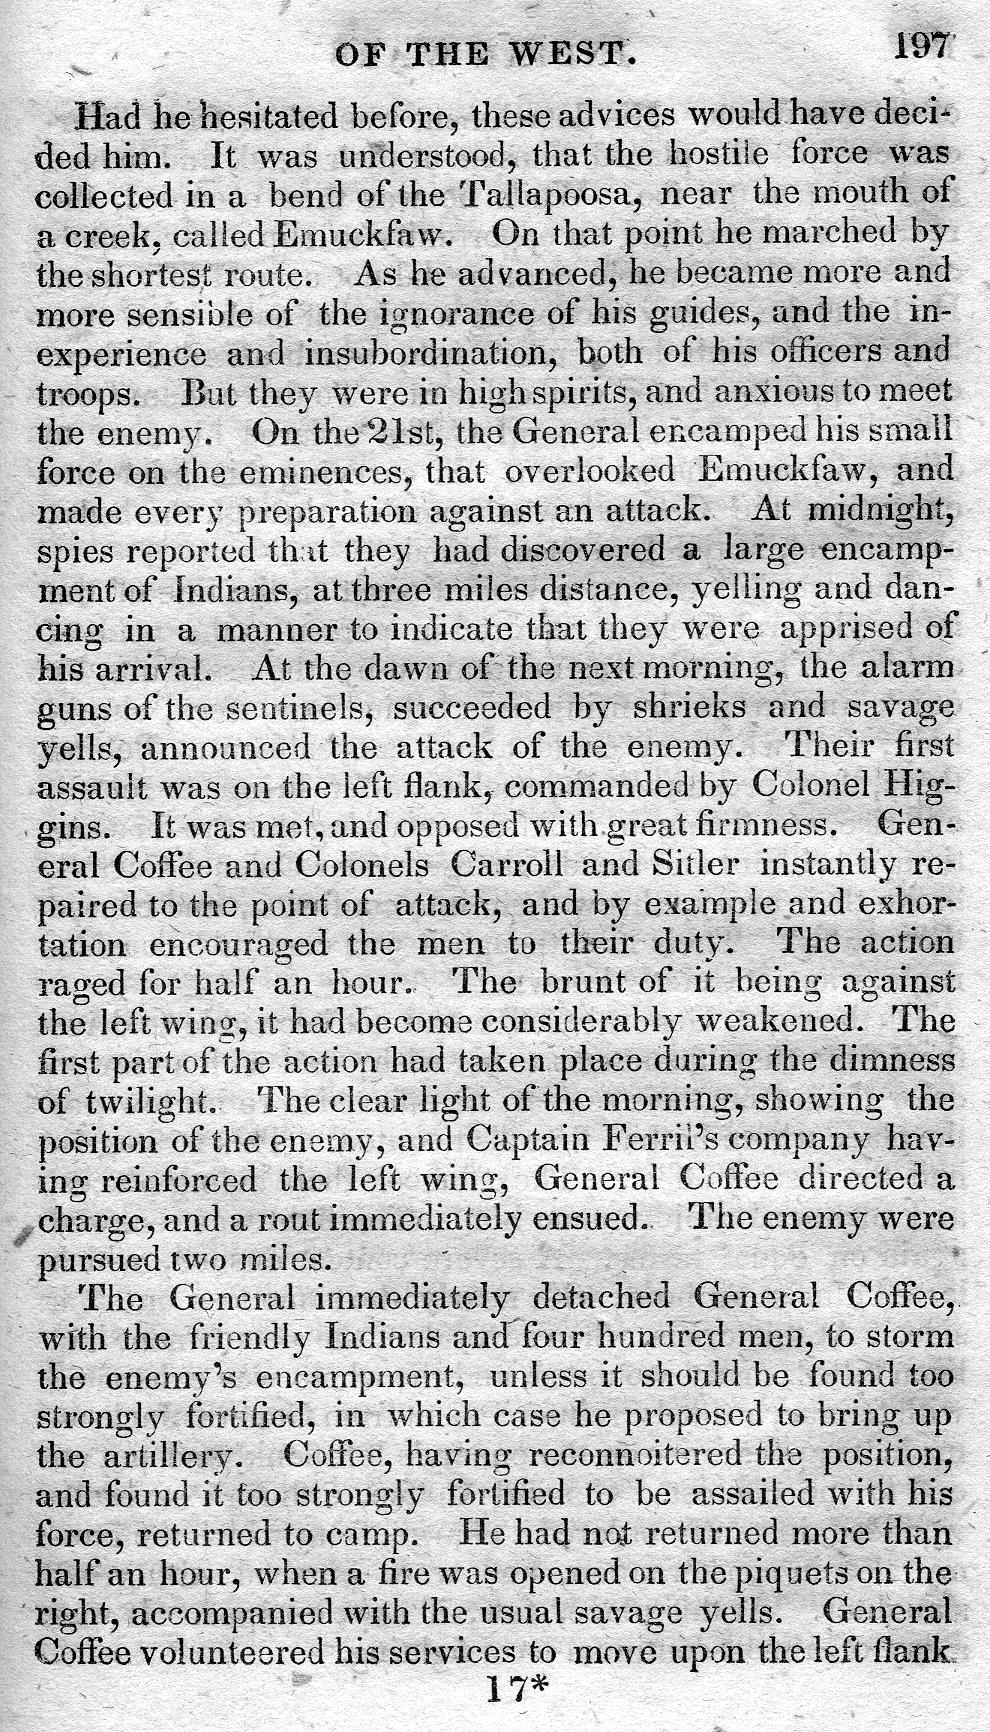 OF THE WEST. 197
Had he hesitated before, these advices would have deci-
ded him. It was understood, that the hostile force was
collected in a bend of the Tallapoosa, near the mouth of
a creek, called Emuckfaw. On that point he marched by
the shortest route. As he advanced, he became more and
more sensible of the ignorance of his guides, and the in-
experience and insubordination, both of his officers and
troops. But they were in high spirits, and anxious to meet
the enemy. On the 21st, the General encamped his small
force on the eminences, that overlooked Emuckfaw, and
made every preparation against an attack. At midnight,
spies reported that they had discovered a large encamp-
ment of Indians, at three miles distance, yelling and dan-
cing in a manner to indicate that they were apprised of
his arrival. At the dawn of the next morning, the alarm
guns of the sentinels, succeeded by shrieks and savage
yells, announced the attack of the enemy. Their first
assault was on the left flank, commanded by Colonel Hig-
gins. It was met, and opposed with great firmness. Gen-
eral Coffee and Colonels Carroll and Sitler instantly re-
paired to the point of attack, and by example and exhor-
tation encouraged the men to their duty. The action
raged for half an hour. The brunt of it being against
the left wing, it had become considerably weakened. The
first part of the action had taken place during the dimness
of twilight. The clear light of the morning, showing the
position of the enemy, and Captain Ferril's company hav-
ing reinforced the left wing, General Coffee directed a
charge, and a rout immediately ensued. The enemy were
pursued two miles.
The General immediately detached General Coffee,
with the friendly Indians and four hundred men, to storm
the enemy's encampment, unless it should be found too
strongly fortified, in which case he proposed to bring up
the artillery. Coffee, having reconnoitered the position,
and found it too strongly fortified to be assailed with his
force, returned to camp. He had not returned more than
half an hour, when a fire was opened on the piquets on the
right, accompanied with the usual savage yells. General
Coffee volunteered his services to move upon the left flank
17*